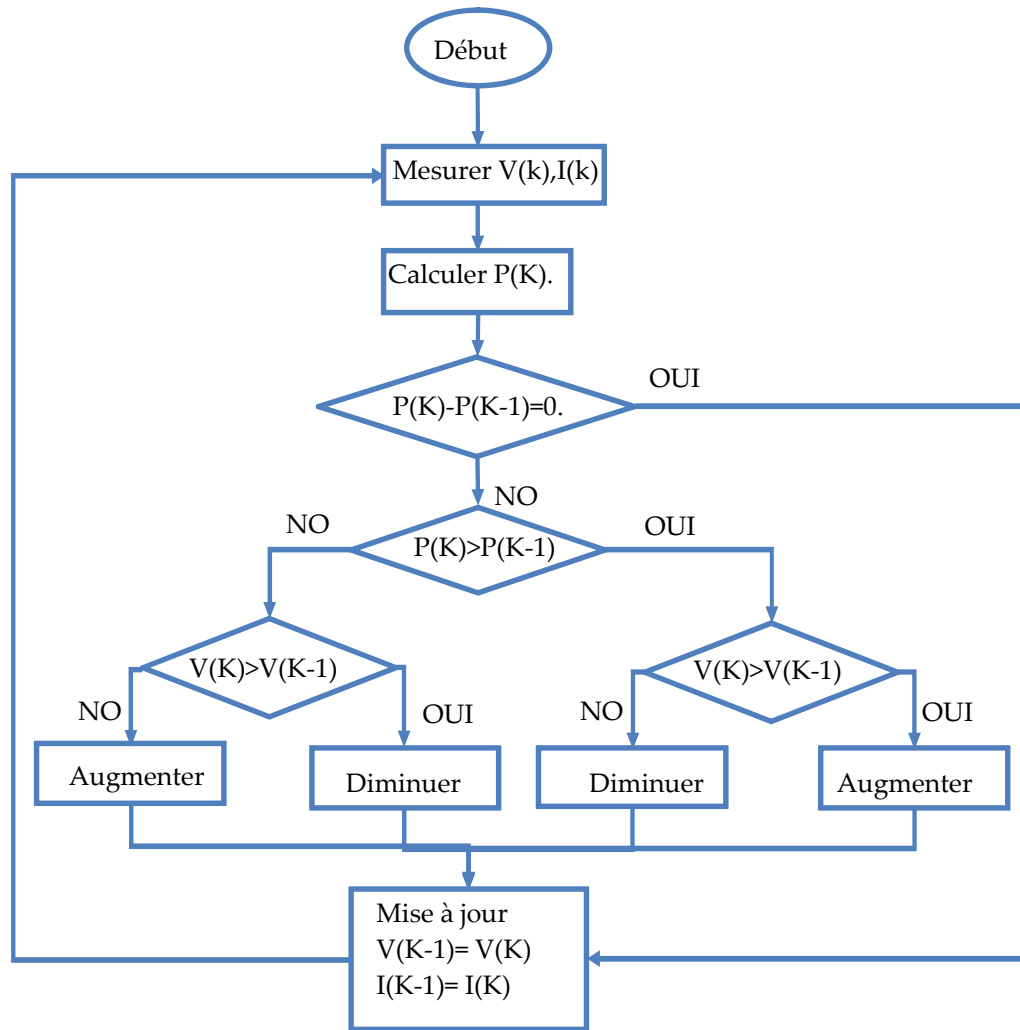 Début
Mesurer V(k),I(k)
Calculer P(K).
OUI
P(K)-P(K-1)=0.
NO
NO
OUI
P(K)>P(K-1)
V(K)>V(K-1)
V(K)>V(K-1)
NO
OUI
NO
OUI
Augmenter
Diminuer
Diminuer
Augmenter
Mise à jour
V(K-1)= V(K)
I(K-1)= I(K)